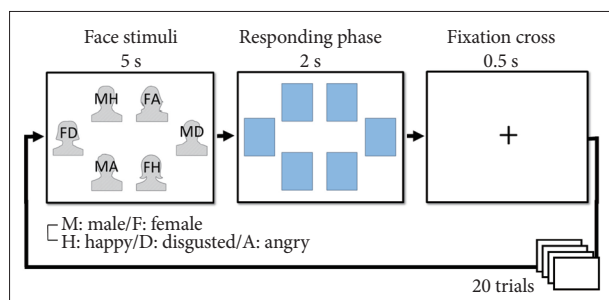 Face stimuli
5 s
Responding phase
2 s
Fixation cross
0.5 s
MH
FA
FD
MD
MA
FH
M: male/F: female
H: happy/D: disgusted/A: angry
20 trials